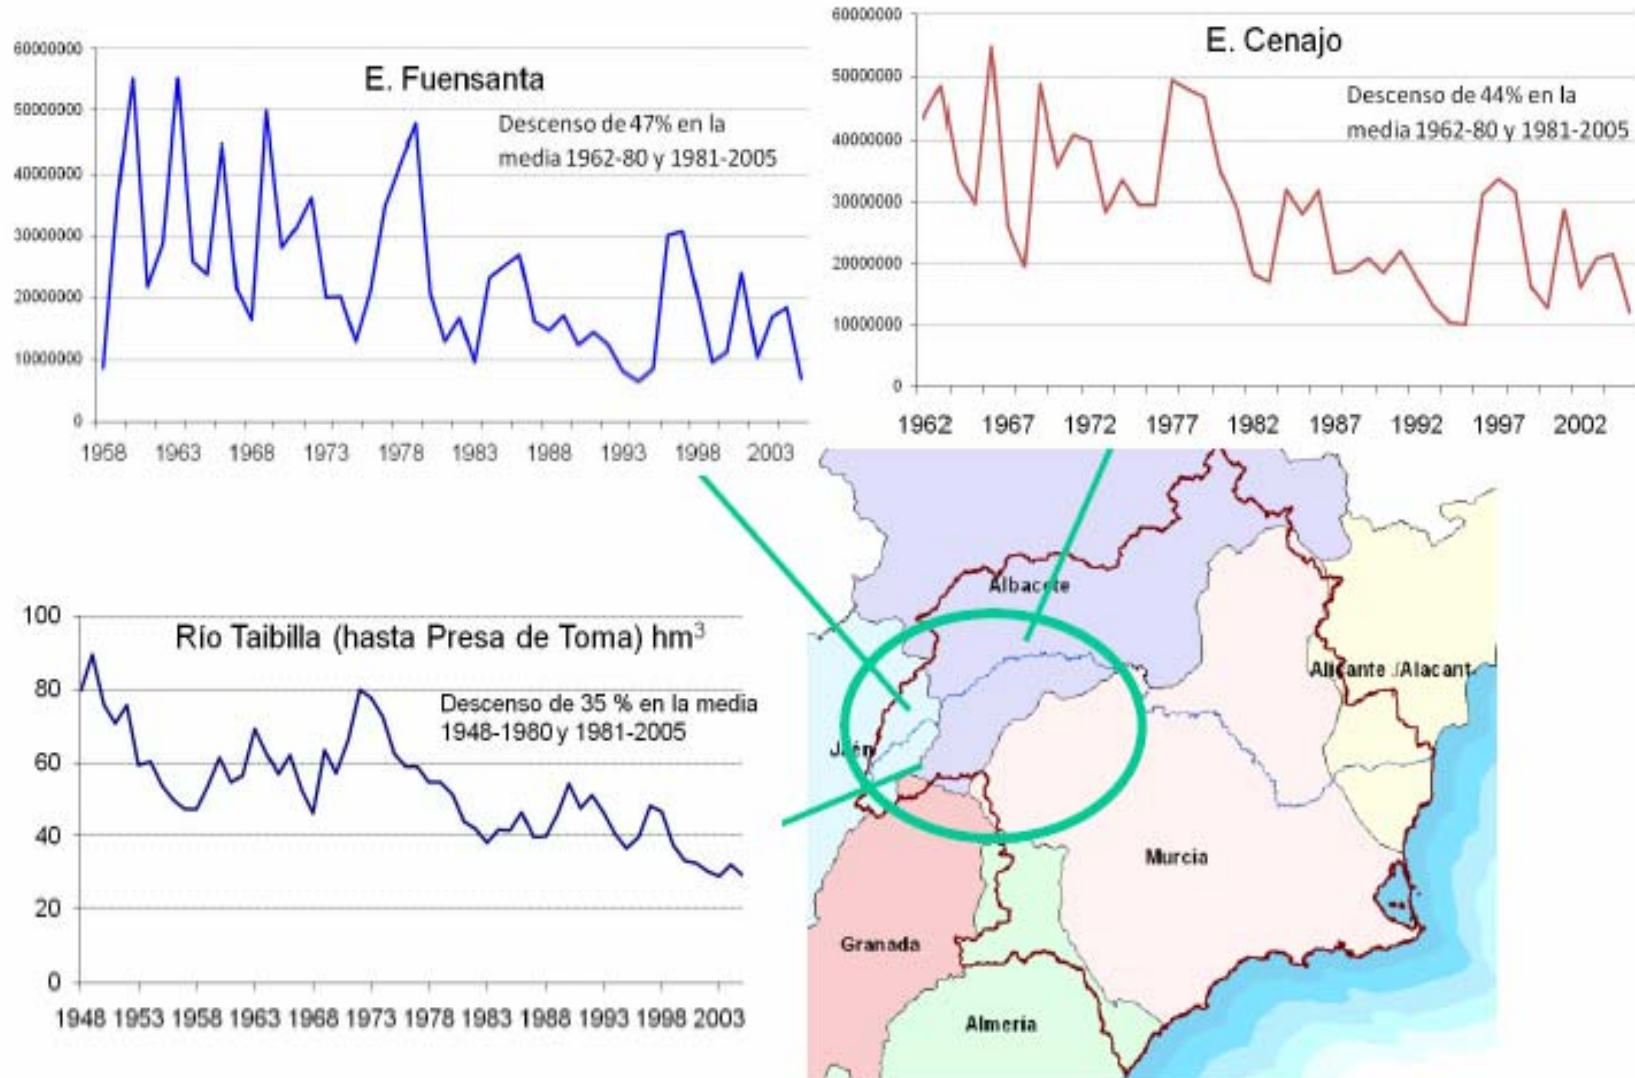 E. Fuensanta
Descenso de 47% en la
media 1962-80 y 1981-2005
60000000
50000000
40000000
30000000
20000000
10000000
0
1958 1963 1968 1973 1978 1983 1988 1993 1998 2003
E. Cenajo
Descenso de 44% en la
media 1962-80 y 1981-2005
60000000
50000000
40000000
30000000
20000000
10000000
0
1962 1967 1972 1977 1982 1987 1992 1997 2002
Río Taibilla (hasta Presa de Toma) hm³
Descenso de 35 % en la media
1948-1980 y 1981-2005
100
80
60
40
20
0
1948 1953 1958 1963 1968 1973 1978 1983 1988 1993 1998 2003
Albacete
Alicante /Alacant
Jaén
Murcia
Granada
Almería